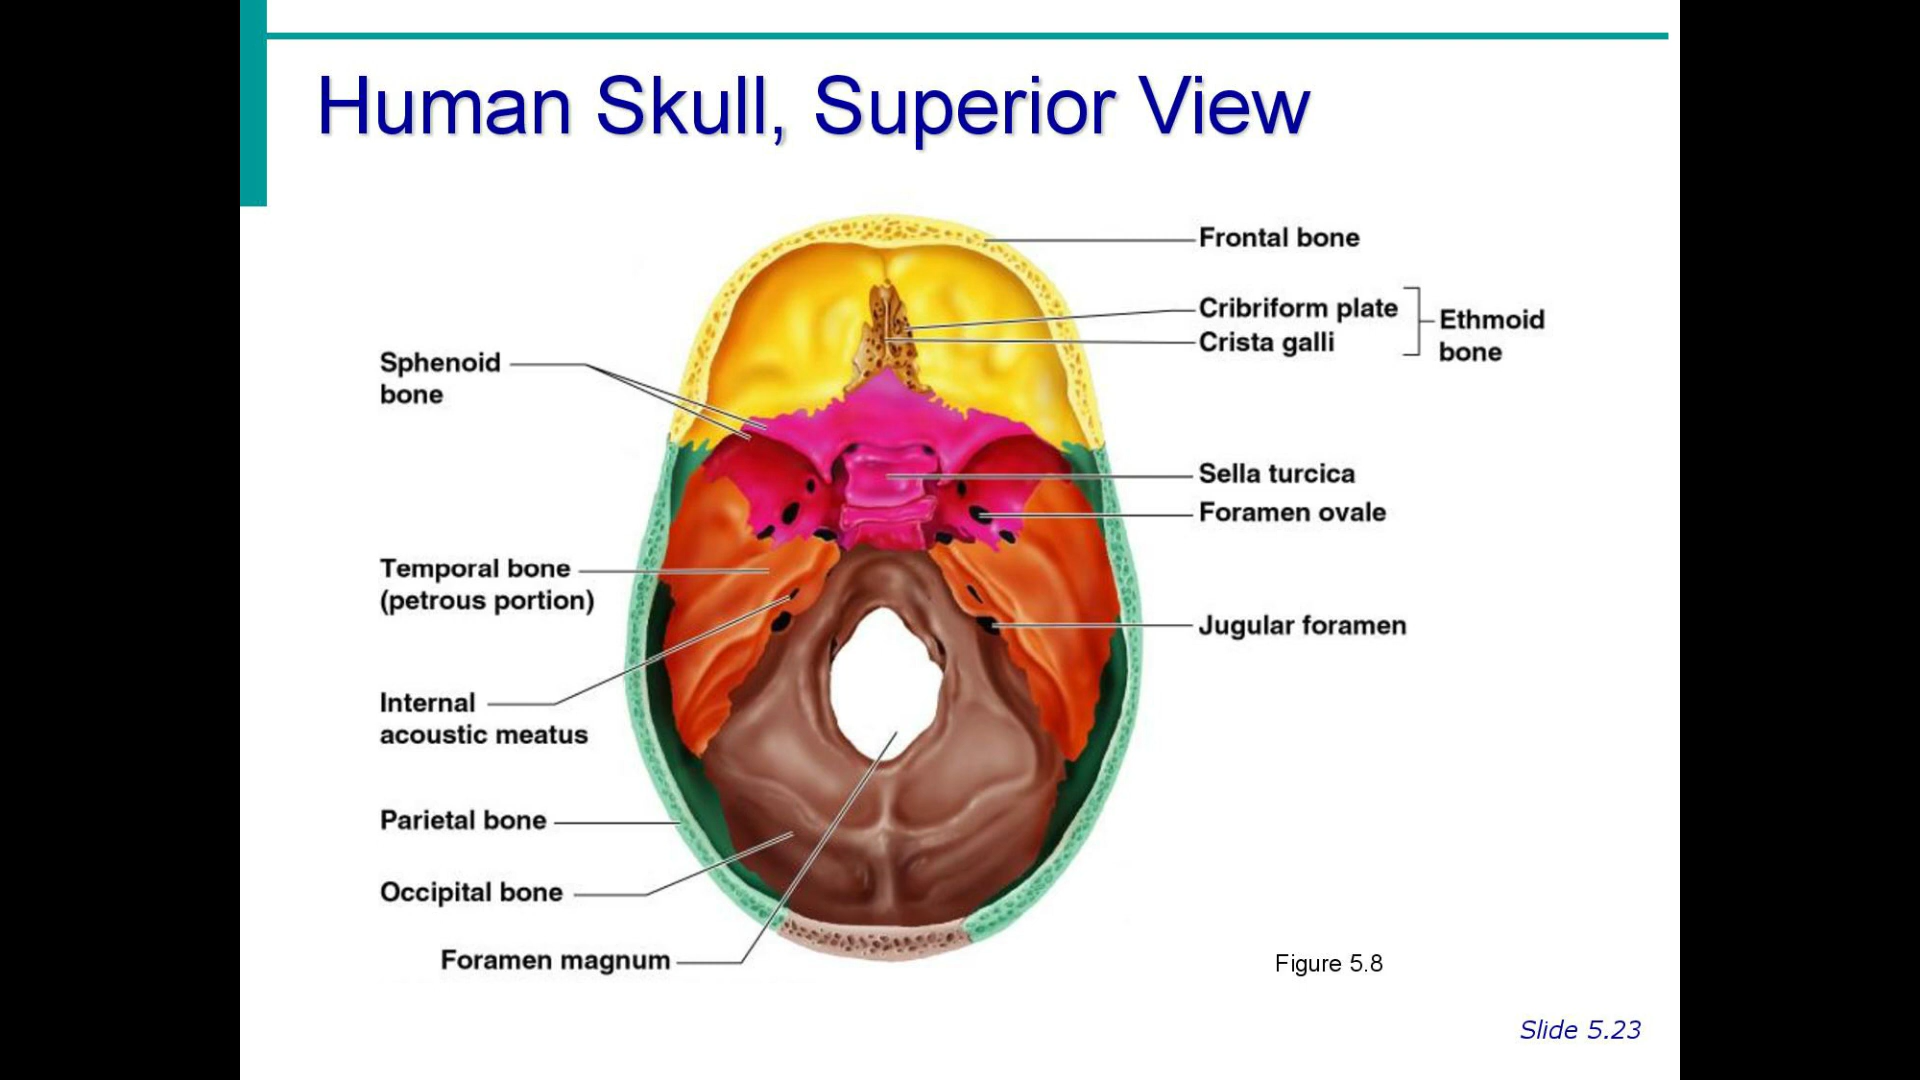 Human Skull, Superior View
Frontal bone
Cribriform plate
Crista galli
Ethmoid
bone
Sphenoid
bone
Sella turcica
Foramen ovale
Temporal bone
(petrous portion)
Jugular foramen
Internal
acoustic meatus
Parietal bone
Occipital bone
Foramen magnum
Figure 5.8
Slide 5.23